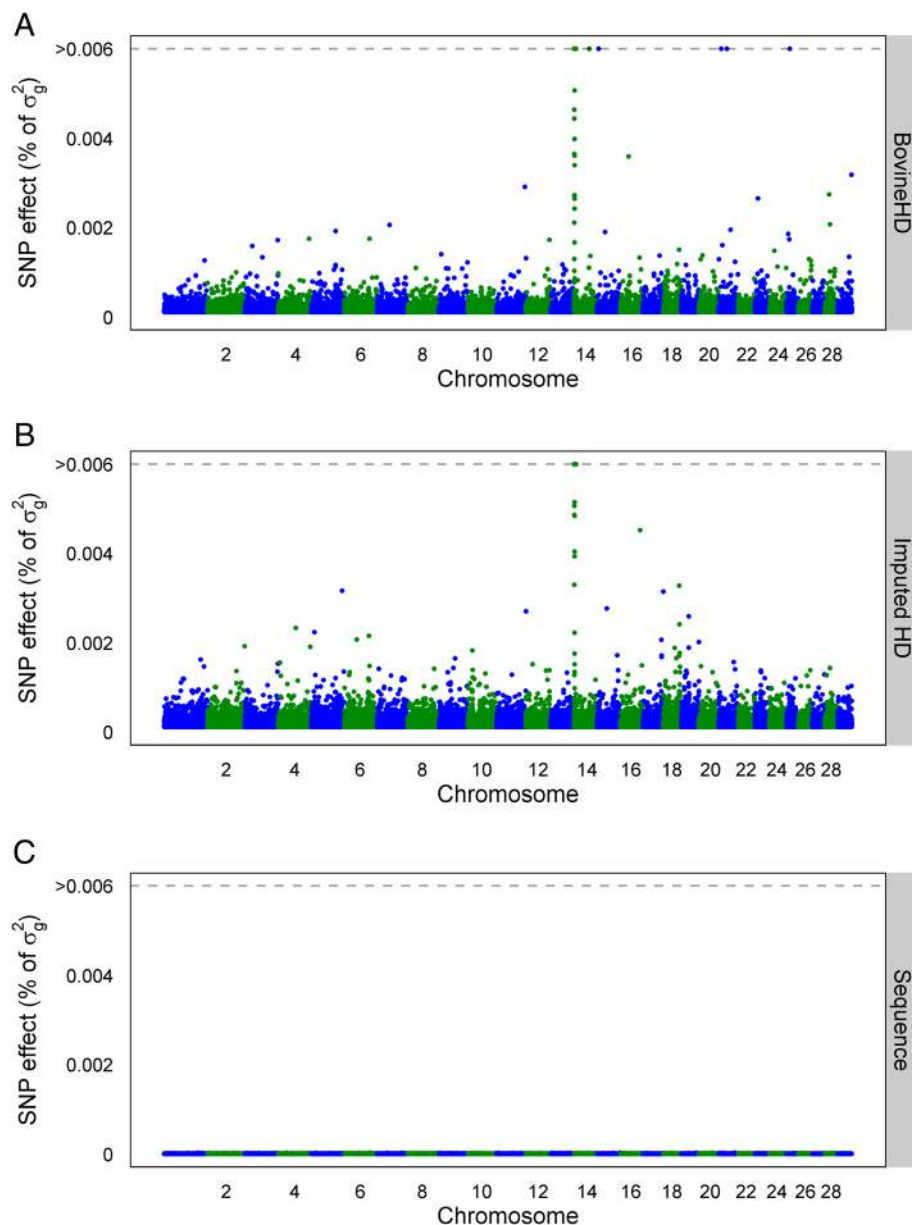 A
SNP effect (% of σ²g)
>0.006
0.004
0.002
0
2 4 6 8 10 12 14 16 18 20 22 24 26 28
Chromosome
BovineHD
B
SNP effect (% of σ²g)
>0.006
0.004
0.002
0
2 4 6 8 10 12 14 16 18 20 22 24 26 28
Chromosome
Imputed HD
C
SNP effect (% of σ²g)
>0.006
0.004
0.002
0
2 4 6 8 10 12 14 16 18 20 22 24 26 28
Chromosome
Sequence